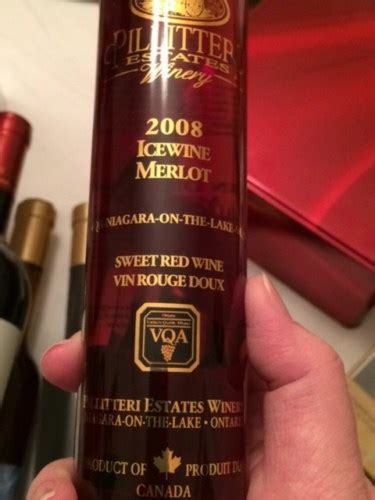 PILLITTERI
ESTATES
Winery
2008
ICEWINE
MERLOT
NIAGARA-ON-THE-LAKE
SWEET RED WINE
VIN ROUGE DOUX
VQA
PILLITTERI ESTATES WINERY
NIAGARA-ON-THE-LAKE • ONTARIO
PRODUCT OF PRODUIT DU
CANADA